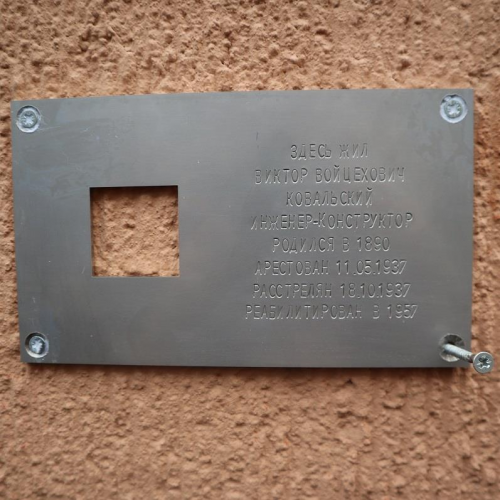 ЗДЕСЬ ЖИЛ
ВИКТОР ВОЙЦЕХОВИЧ
КОВАЛЬСКИЙ
ИНЖЕНЕР-КОНСТРУКТОР
РОДИЛСЯ В 1890
АРЕСТОВАН 11.05.1937
РАССТРЕЛЯН 18.10.1937
РЕАБИЛИТИРОВАН В 1957